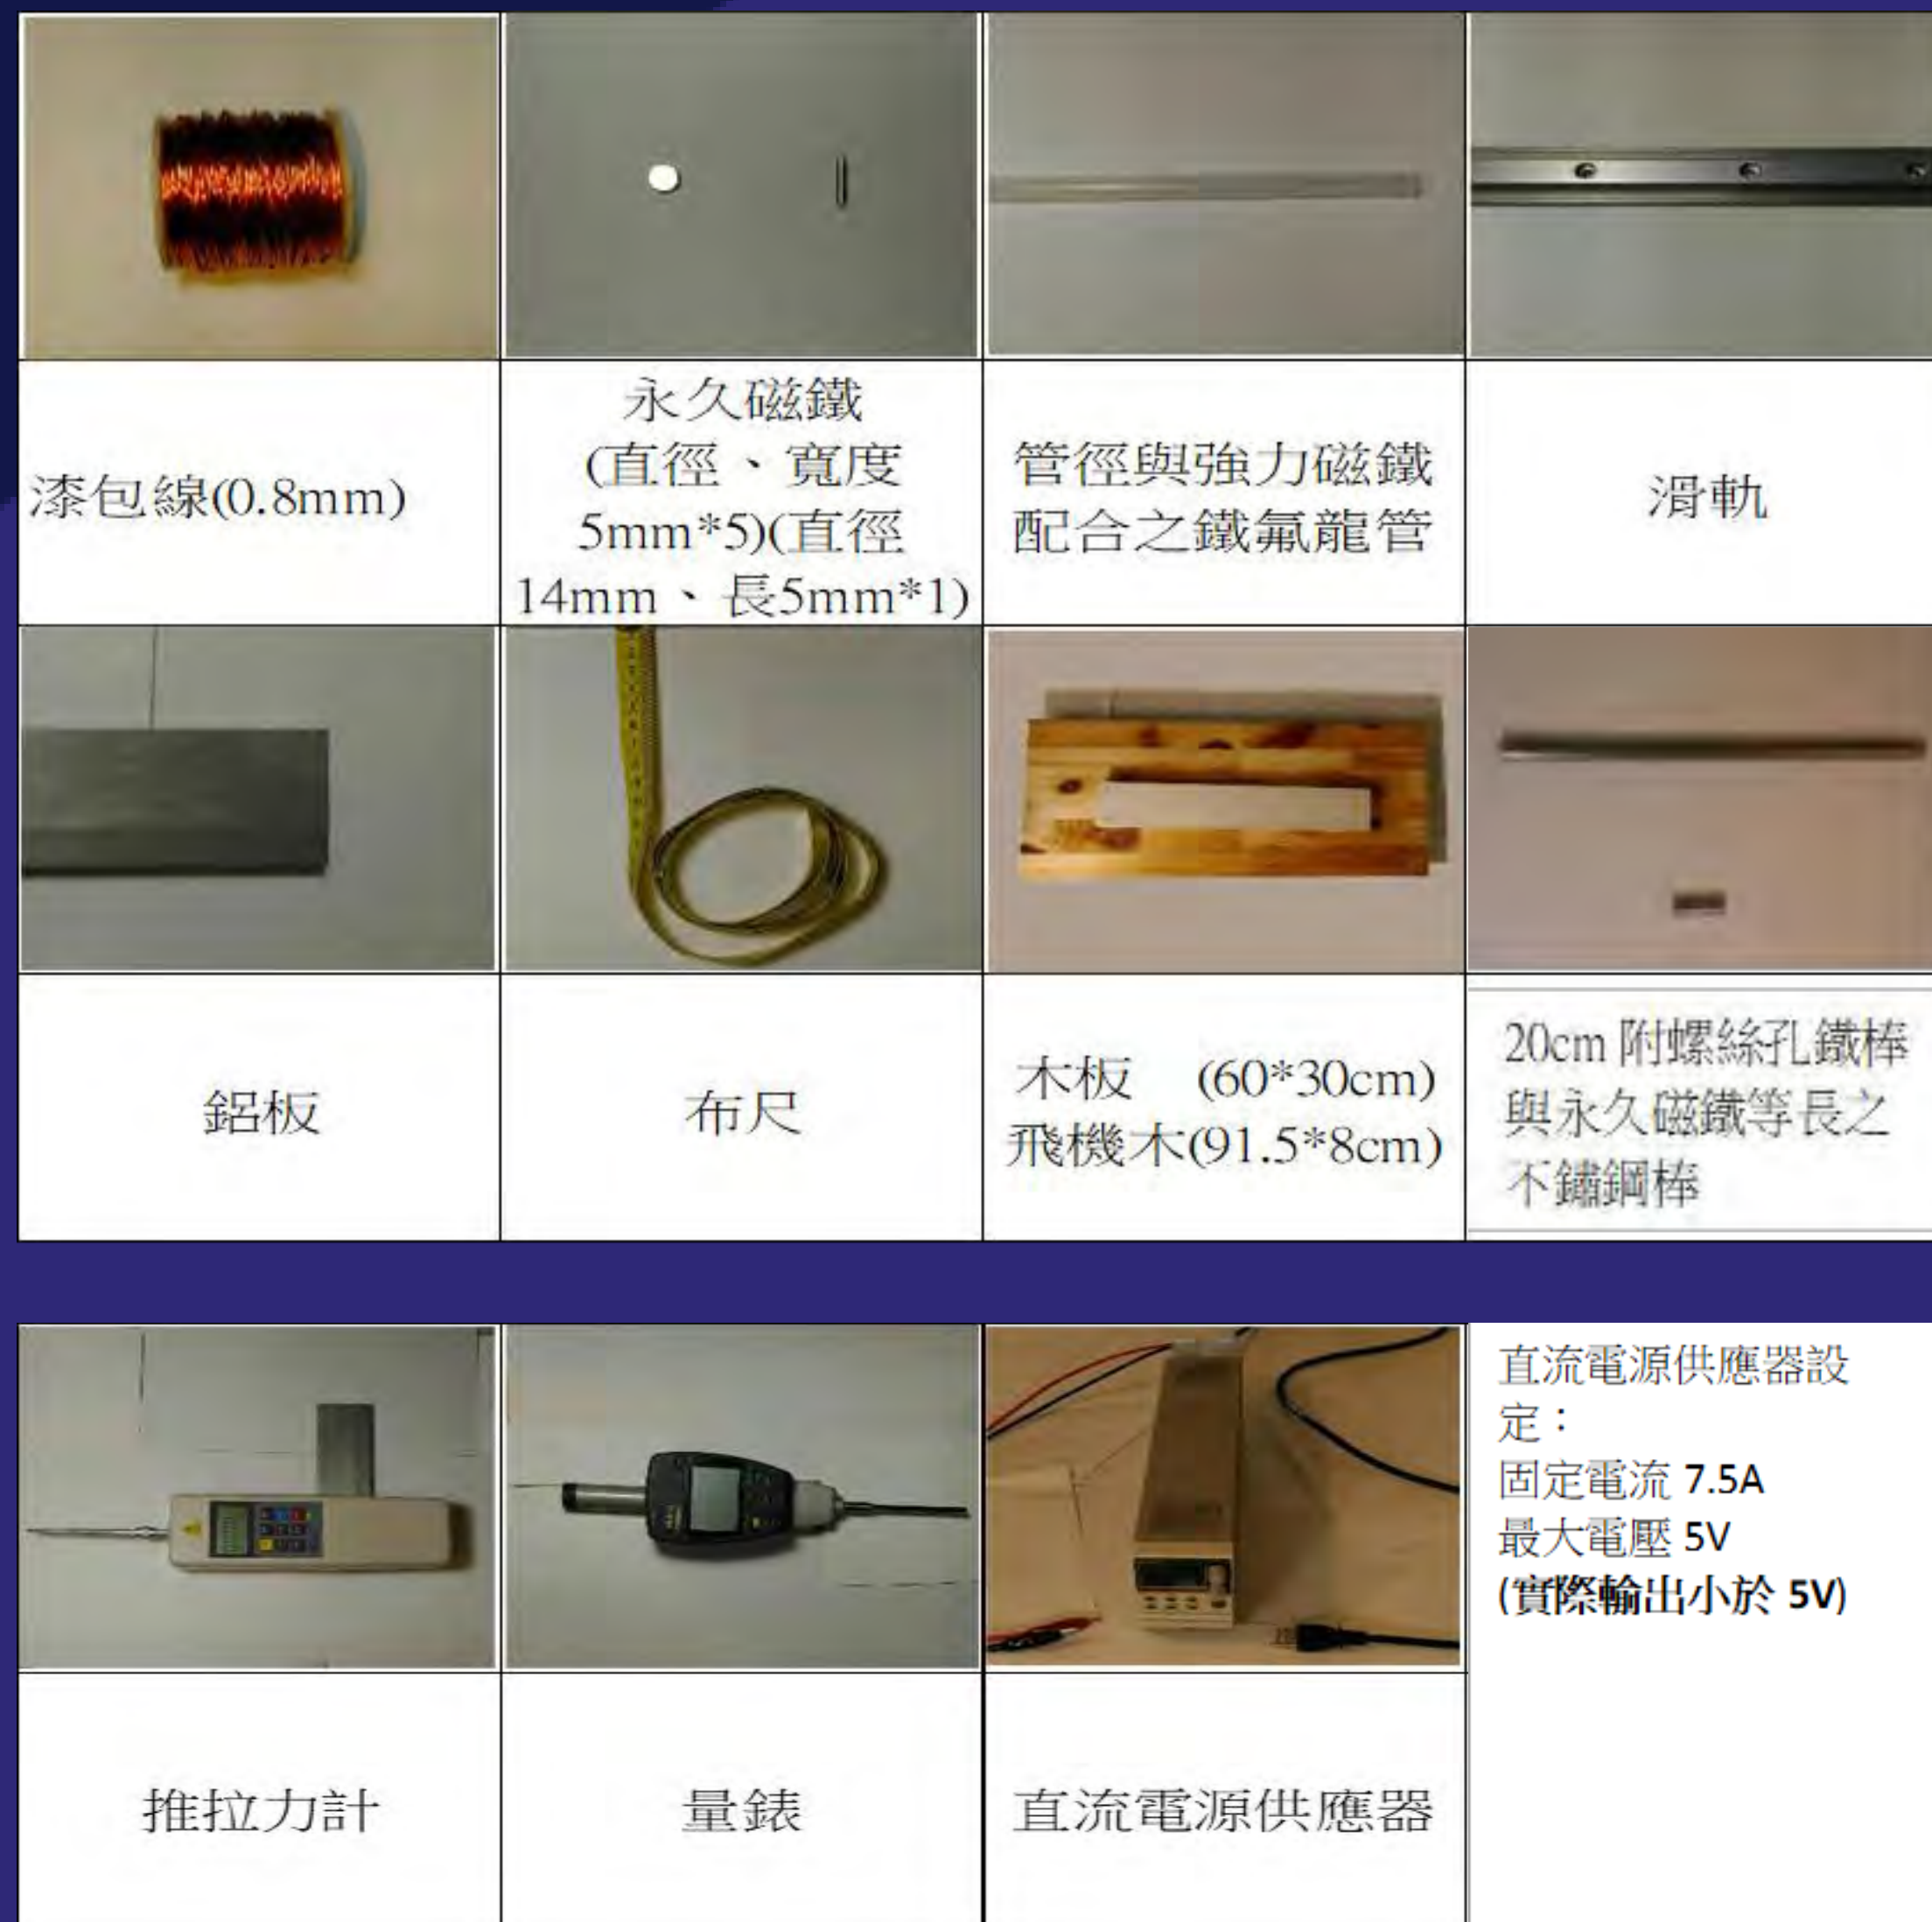 漆包線(0.8mm)
永久磁鐵
(直徑、寬度
5mm*5)(直徑
14mm、長5mm*1)
管徑與強力磁鐵
配合之鐵氟龍管
滑軌
鋁板
布尺
木板 (60*30cm)
飛機木(91.5*8cm)
20cm 附螺絲孔鐵棒
與永久磁鐵等長之
不鏽鋼棒
直流電源供應器設
定：
固定電流 7.5A
最大電壓 5V
(實際輸出小於 5V)
推拉力計
量錶
直流電源供應器